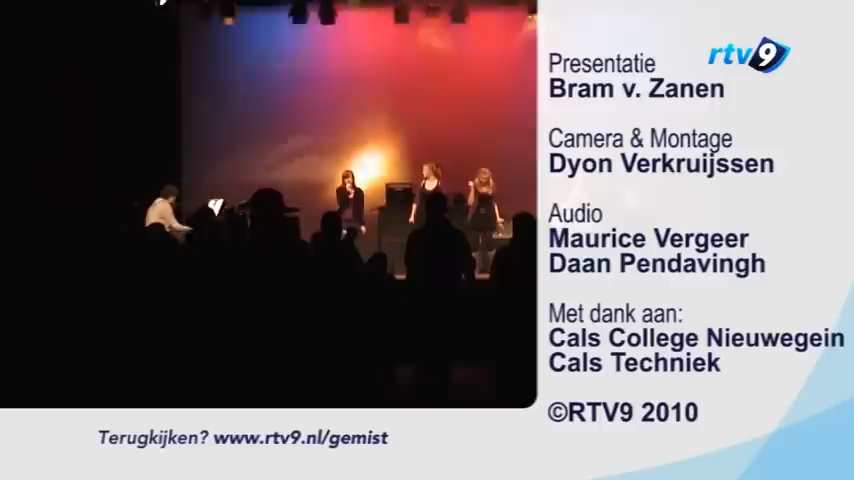 rtv9
Presentatie
Bram v. Zanen
Camera & Montage
Dyon Verkruijssen
Audio
Maurice Vergeer
Daan Pendavingh
Met dank aan:
Cals College Nieuwegein
Cals Techniek
©RTV9 2010
Terugkijken? www.rtv9.nl/gemist